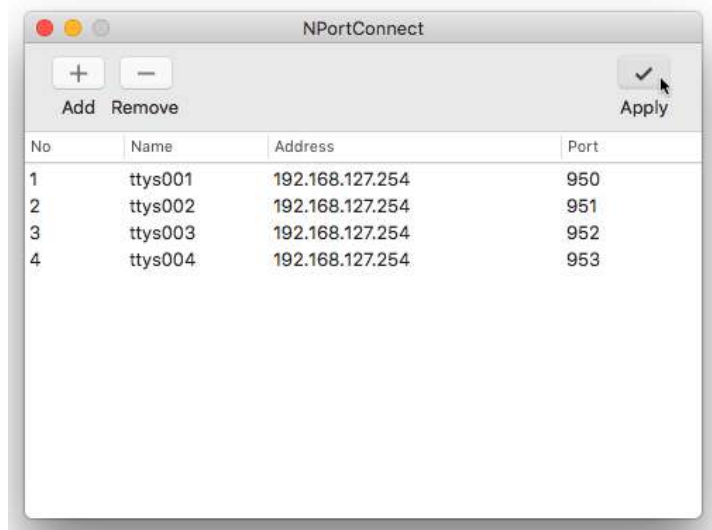 NPortConnect
Add Remove Apply
No Name Address Port
1 ttys001 192.168.127.254 950
2 ttys002 192.168.127.254 951
3 ttys003 192.168.127.254 952
4 ttys004 192.168.127.254 953